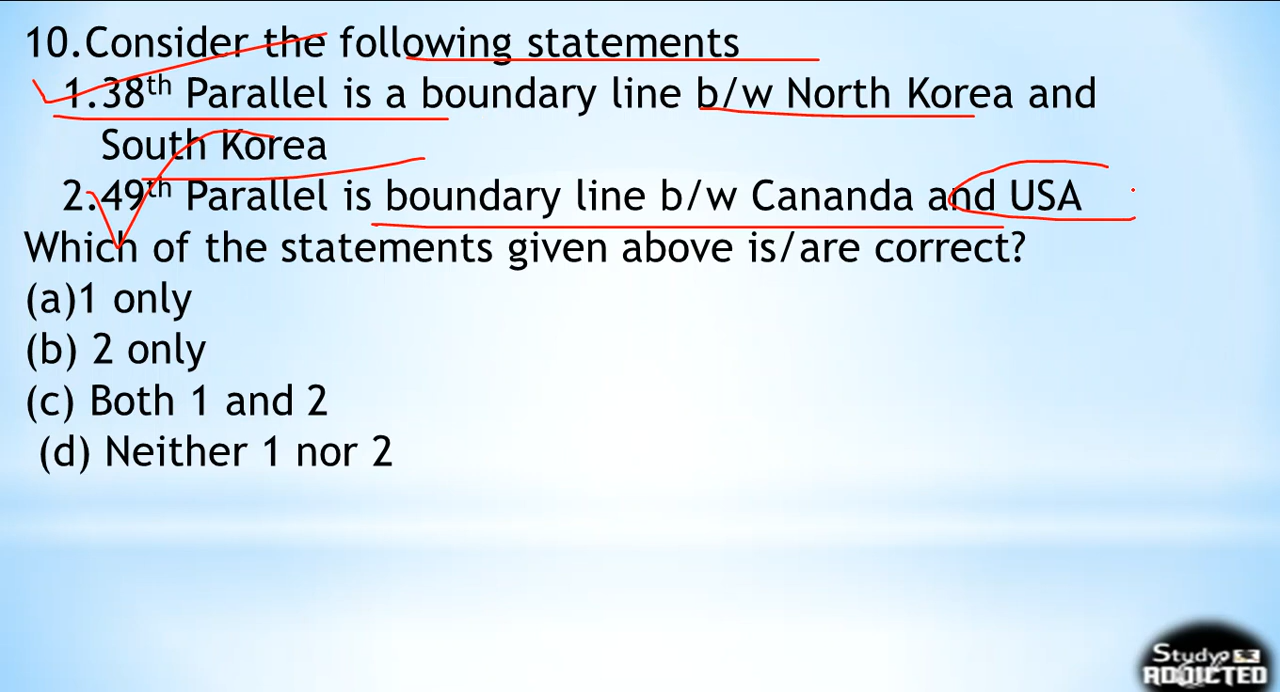 10.Consider the following statements
1.38th Parallel is a boundary line b/w North Korea and
South Korea
2.49th Parallel is boundary line b/w Cananda and USA
Which of the statements given above is/are correct?
(a)1 only
(b) 2 only
(c) Both 1 and 2
(d) Neither 1 nor 2
Study
ADDICTED